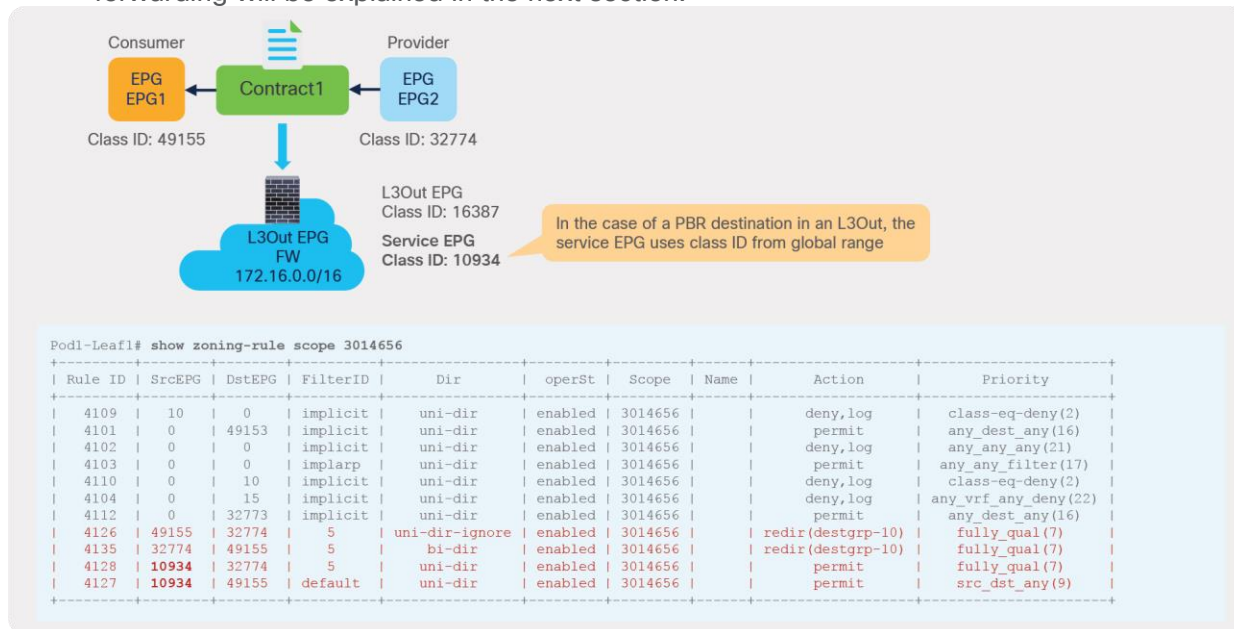 forwarding will be explained in the next section.
Consumer
Provider
EPG
EPG1
Contract1
EPG
EPG2
Class ID: 49155
Class ID: 32774
L3Out EPG
Class ID: 16387
Service EPG
Class ID: 10934
L3Out EPG
FW
172.16.0.0/16
In the case of a PBR destination in an L3Out, the
service EPG uses class ID from global range
Pod1-Leaf1# show zoning-rule scope 3014656
+---------+--------+--------+----------+----------------+---------+---------+------+------------------+----------------------+
| Rule ID | SrcEPG | DstEPG | FilterID | Dir | operSt | Scope | Name | Action | Priority |
+---------+--------+--------+----------+----------------+---------+---------+------+------------------+----------------------+
| 4109 | 10 | 0 | implicit | uni-dir | enabled | 3014656 | | deny,log | class-eq-deny(2) |
| 4101 | 0 | 49153 | implicit | uni-dir | enabled | 3014656 | | permit | any_dest_any(16) |
| 4102 | 0 | 0 | implicit | uni-dir | enabled | 3014656 | | deny,log | any_any_any(21) |
| 4103 | 0 | 0 | implarp | uni-dir | enabled | 3014656 | | permit | any_any_filter(17) |
| 4110 | 0 | 10 | implicit | uni-dir | enabled | 3014656 | | deny,log | class-eq-deny(2) |
| 4104 | 0 | 15 | implicit | uni-dir | enabled | 3014656 | | deny,log | any_vrf_any_deny(22) |
| 4112 | 0 | 32773 | implicit | uni-dir | enabled | 3014656 | | permit | any_dest_any(16) |
| 4126 | 49155 | 32774 | 5 | uni-dir-ignore | enabled | 3014656 | | redir(destgrp-10) | fully_qual(7) |
| 4135 | 32774 | 49155 | 5 | bi-dir | enabled | 3014656 | | redir(destgrp-10) | fully_qual(7) |
| 4128 | 10934 | 32774 | 5 | uni-dir | enabled | 3014656 | | permit | fully_qual(7) |
| 4127 | 10934 | 49155 | default | uni-dir | enabled | 3014656 | | permit | src_dst_any(9) |
+---------+--------+--------+----------+----------------+---------+---------+------+------------------+----------------------+